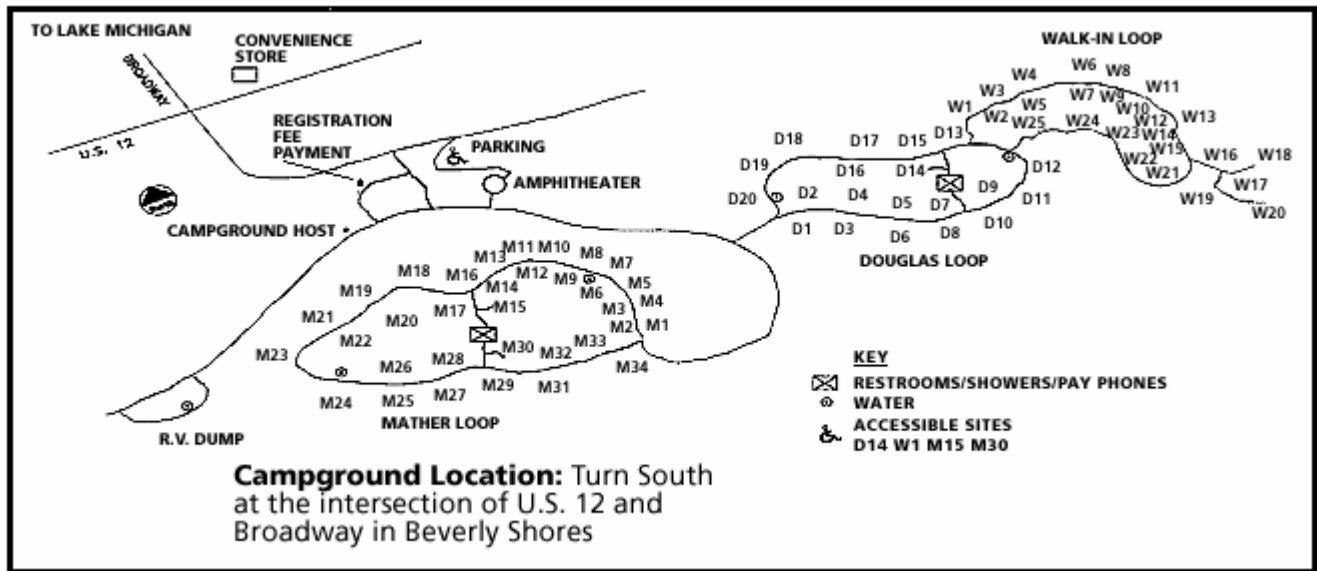 TO LAKE MICHIGAN
BROADWAY
CONVENIENCE
STORE
U.S. 12
REGISTRATION
FEE
PAYMENT
PARKING
AMPHITHEATER
CAMPGROUND HOST
WALK-IN LOOP
W1
W2
W3
W4
W5
W25
W6
W7
W8
W9
W10
W11
W12
W13
W14
W15
W24
W23
W22
W21
W16
W18
W17
W19
W20
D18
D17
D15
D13
D19
D16
D14
D12
D20
D2
D4
D5
D7
D9
D11
D1
D3
D6
D8
D10
DOUGLAS LOOP
M11
M10
M8
M13
M7
M18
M16
M12
M9
M5
M19
M14
M6
M4
M21
M20
M17
M15
M3
M1
M22
M2
M23
M28
M30
M33
M26
M32
M34
M24
M25
M27
M29
M31
MATHER LOOP
R.V. DUMP
KEY
RESTROOMS/SHOWERS/PAY PHONES
WATER
ACCESSIBLE SITES
D14 W1 M15 M30
Campground Location: Turn South
at the intersection of U.S. 12 and
Broadway in Beverly Shores